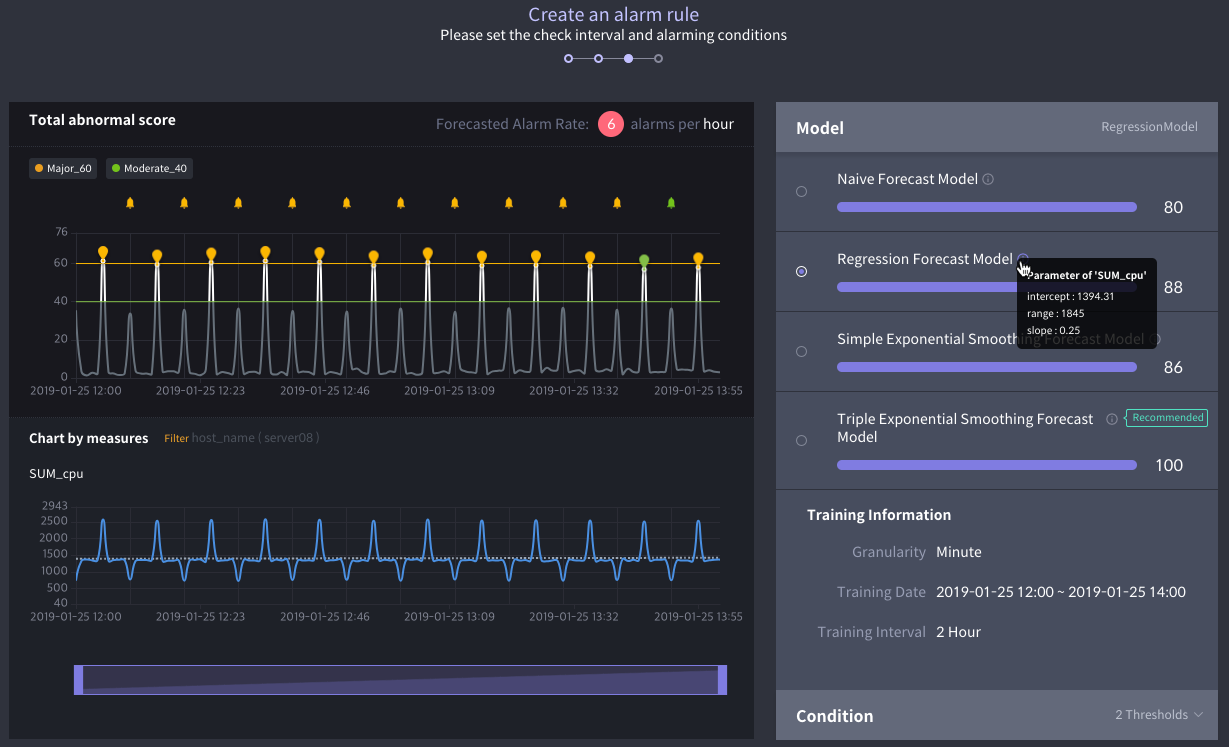 Create an alarm rule
Please set the check interval and alarming conditions
Total abnormal score
Forecasted Alarm Rate: 6 alarms per hour
Major_60 Moderate_40
76
60
40
20
0
2019-01-25 12:00 2019-01-25 12:23 2019-01-25 12:46 2019-01-25 13:09 2019-01-25 13:32 2019-01-25 13:55
Chart by measures Filter host_name ( server08 )
SUM_cpu
2943
2500
2000
1500
1000
500
40
2019-01-25 12:00 2019-01-25 12:23 2019-01-25 12:46 2019-01-25 13:09 2019-01-25 13:32 2019-01-25 13:55
Model RegressionModel
Naive Forecast Model
80
Regression Forecast Model
88
Parameter of 'SUM_cpu'
intercept : 1394.31
range : 1845
slope : 0.25
Simple Exponential Smoothing Forecast Model
86
Triple Exponential Smoothing Forecast
Model
Recommended
100
Training Information
Granularity Minute
Training Date 2019-01-25 12:00 ~ 2019-01-25 14:00
Training Interval 2 Hour
Condition 2 Thresholds